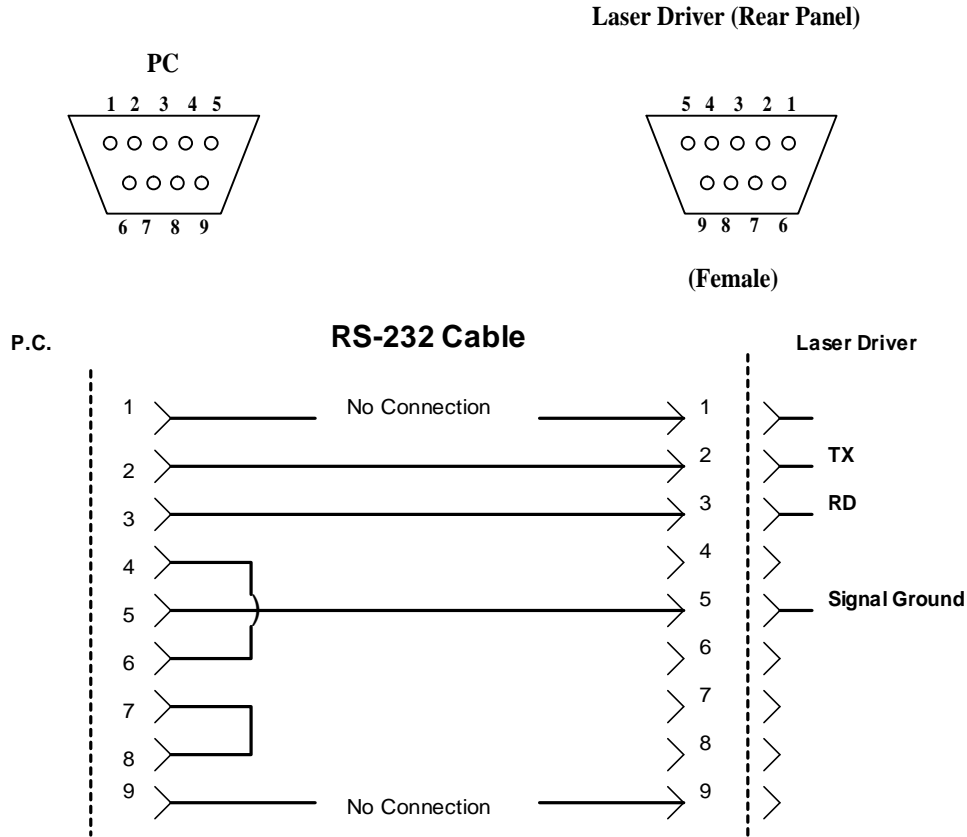 Laser Driver (Rear Panel)
PC
1 2 3 4 5
5 4 3 2 1
6 7 8 9
9 8 7 6
(Female)
P.C.
RS-232 Cable
Laser Driver
1 No Connection 1
2 2 TX
3 3 RD
4 4
5 5 Signal Ground
6 6
7 7
8 8
9 No Connection 9